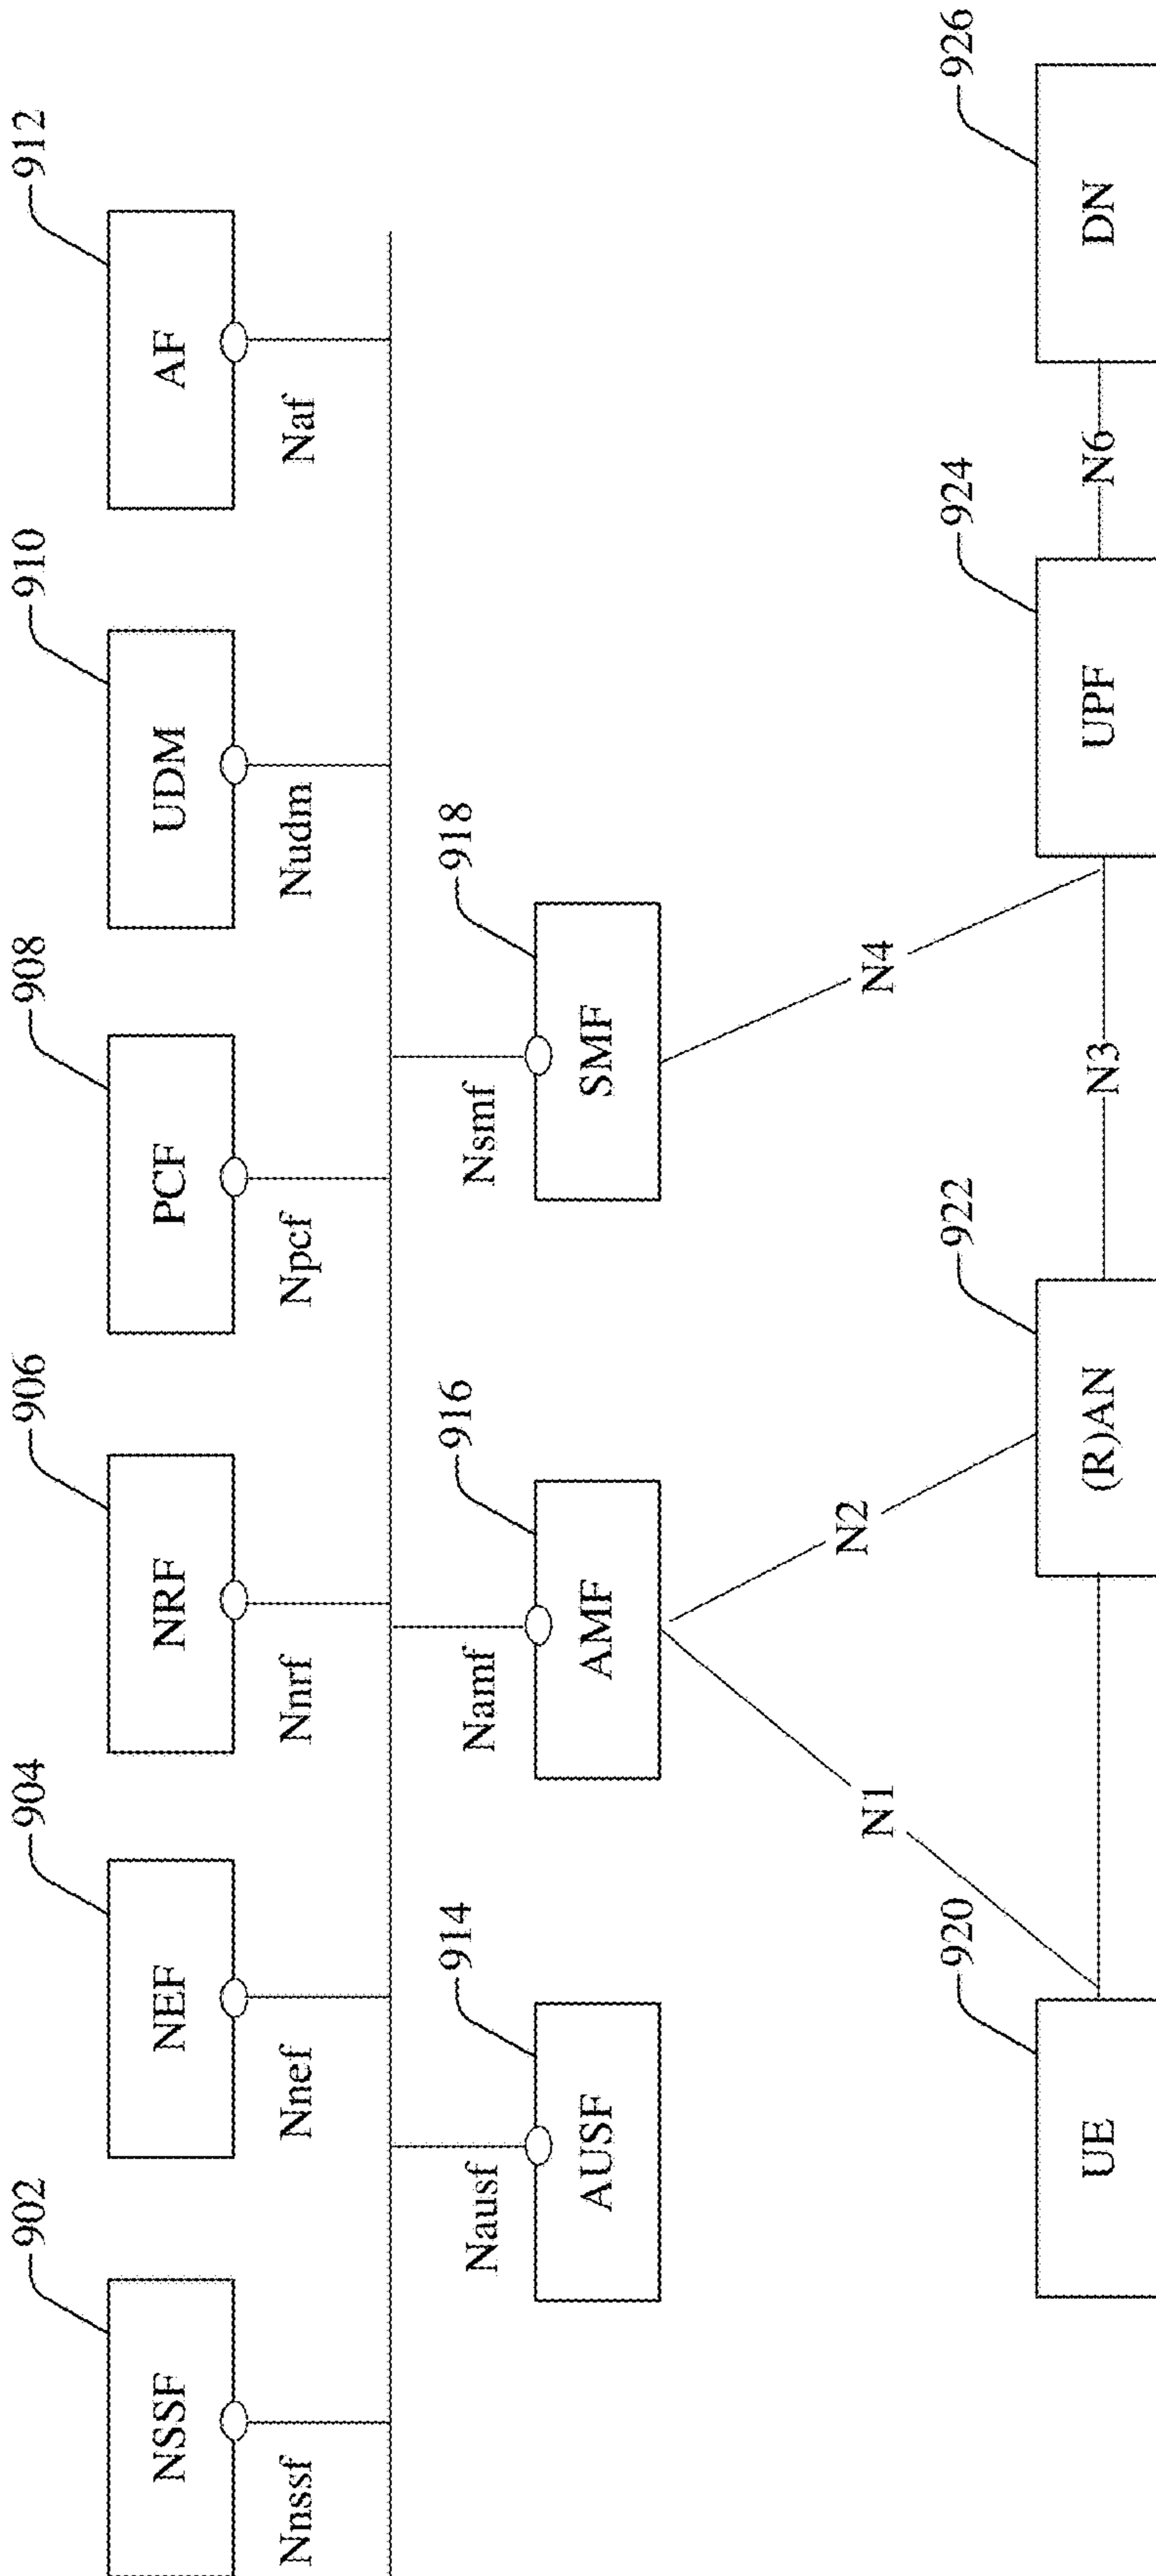 902
904
906
908
910
912
NSSF
NEF
NRF
PCF
UDM
AF
Nnssf
Nnef
Nnrf
Npcf
Nudm
Naf
Nausf
Namf
Nsmf
914
916
918
AUSF
AMF
SMF
N1
N2
N4
920
922
924
926
UE
(R)AN
N3
UPF
N6
DN